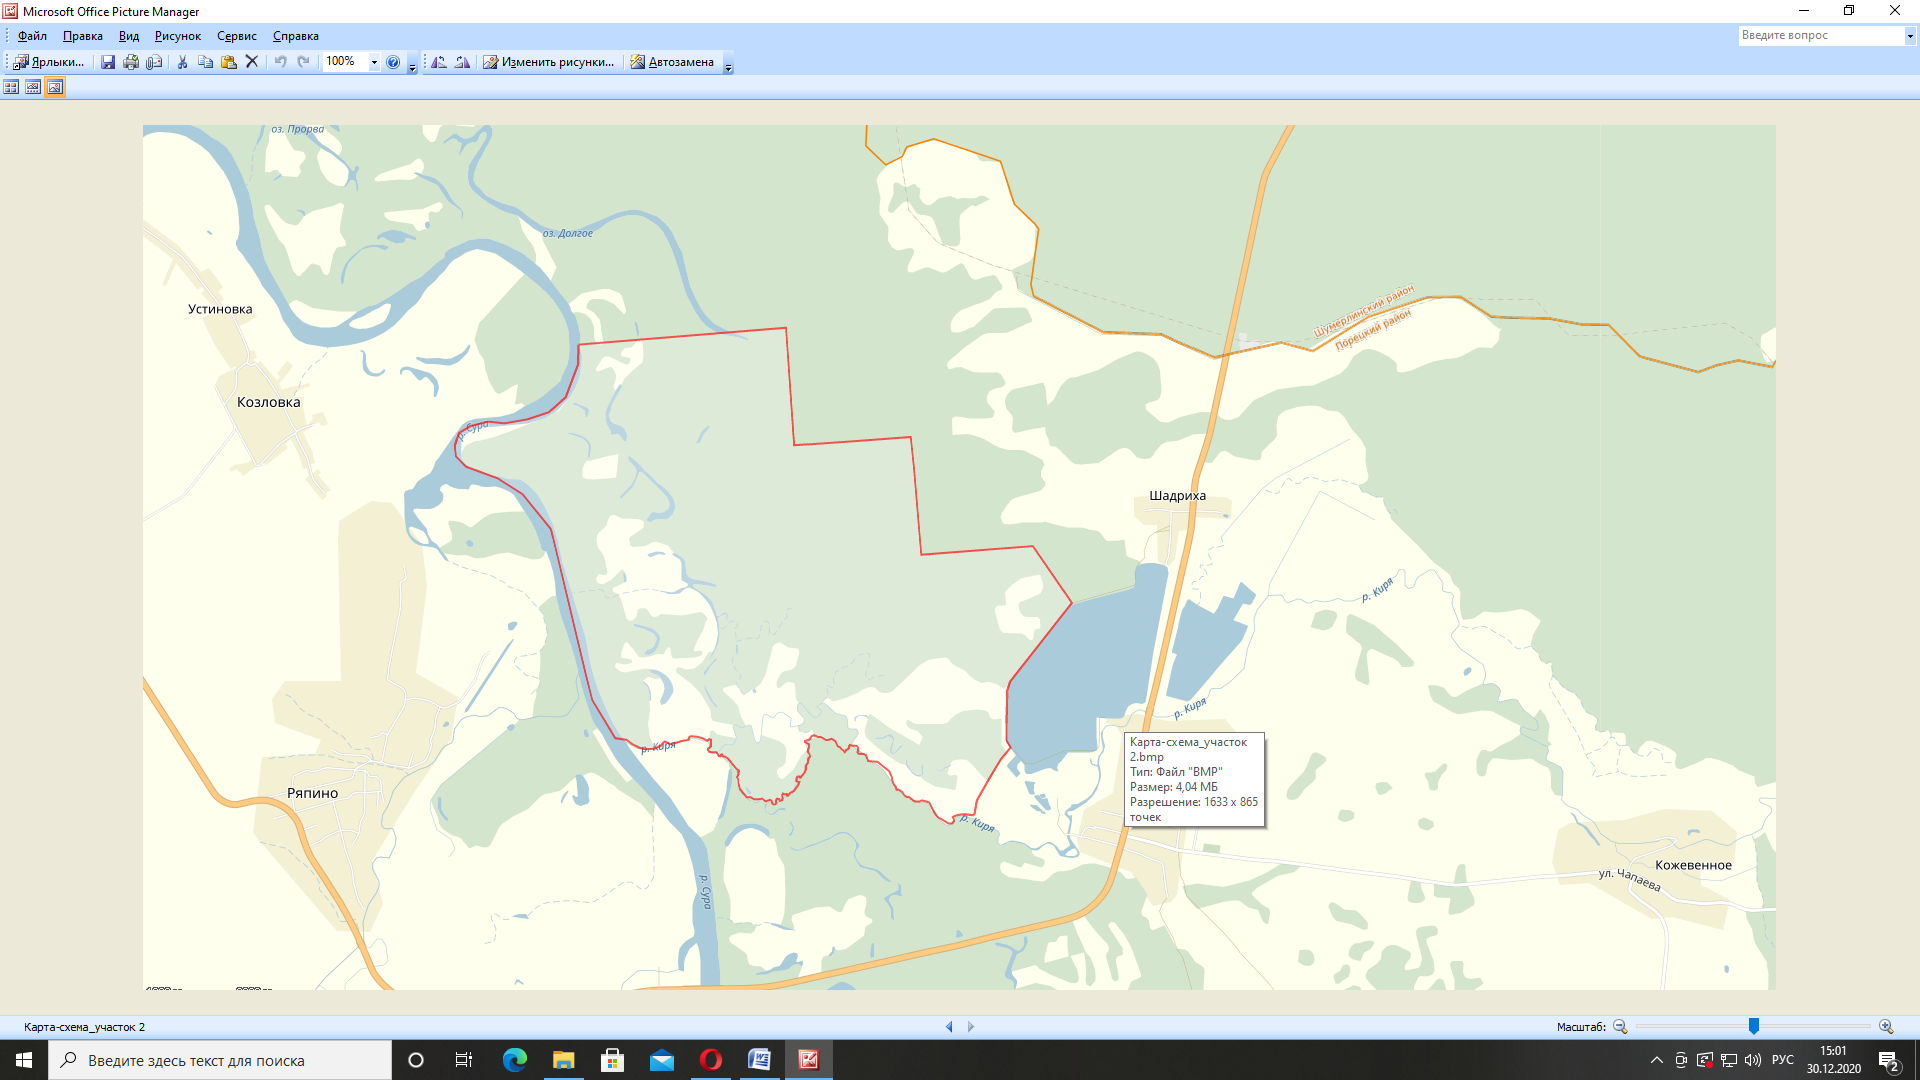 Microsoft Office Picture Manager
Файл Правка Вид Рисунок Сервис Справка
Введите вопрос
Ярлыки... 100% Изменить рисунки... Автозамена
оз. Прорва
оз. Долгое
Устиновка
Шумерлинский район
Порецкий район
Козловка
р. Сура
Шадриха
р. Киря
р. Киря
р. Киря
Карта-схема_участок
2.bmp
Тип: Файл "BMP"
Размер: 4,04 МБ
Разрешение: 1633 x 865
точек
Ряпино
р. Киря
Кожевенное
ул. Чапаева
р. Сура
Карта-схема_участок 2
Масштаб:
Введите здесь текст для поиска
РУС
15:01
30.12.2020
2